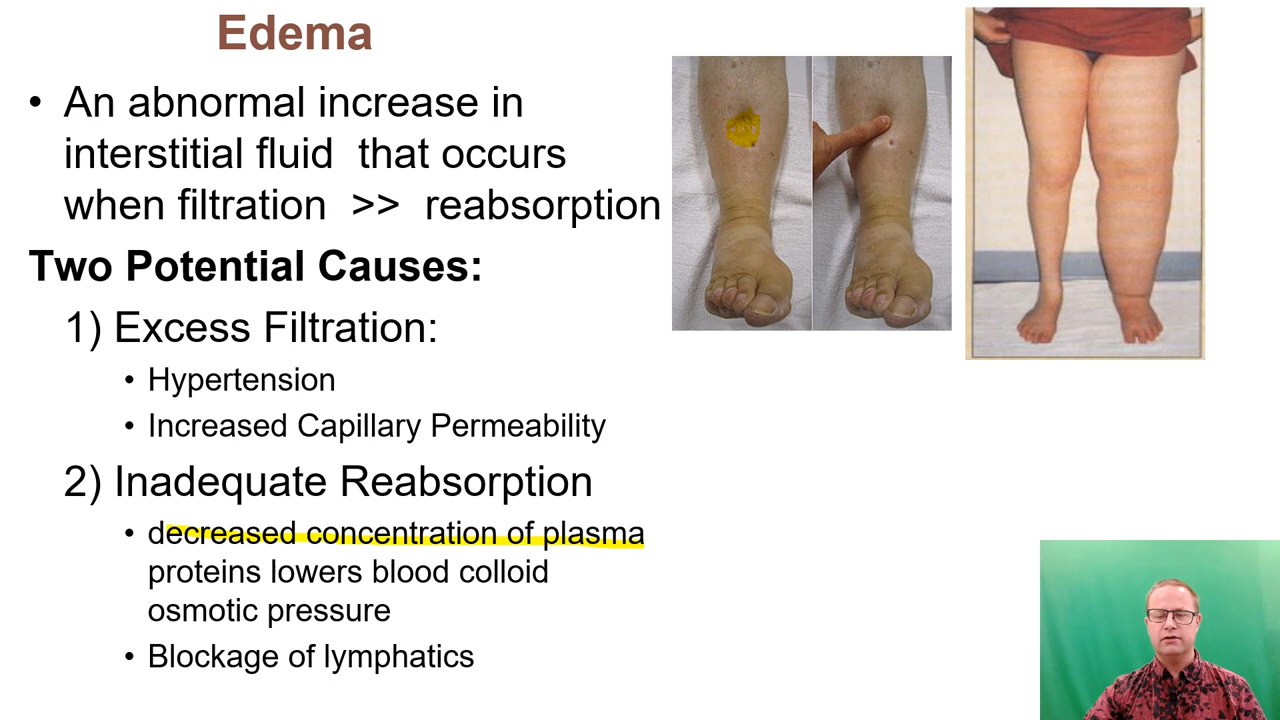 Edema
• An abnormal increase in
interstitial fluid that occurs
when filtration >> reabsorption
Two Potential Causes:
1) Excess Filtration:
• Hypertension
• Increased Capillary Permeability
2) Inadequate Reabsorption
• decreased concentration of plasma
proteins lowers blood colloid
osmotic pressure
• Blockage of lymphatics